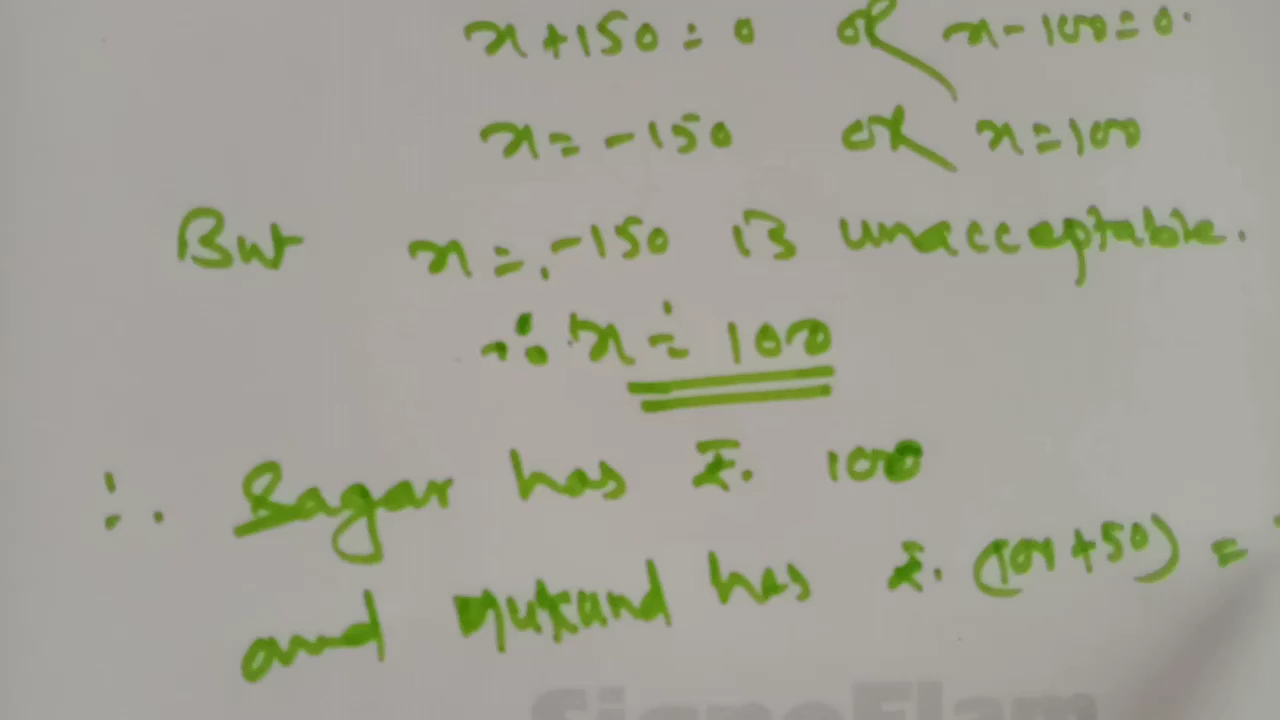 x+150=0 or x-100=0.
x=-150 or x=100
But x=-150 is unacceptable.
∴ x=100
∴ Sagar has ₹. 100
and Mukund has ₹. (100+50) =